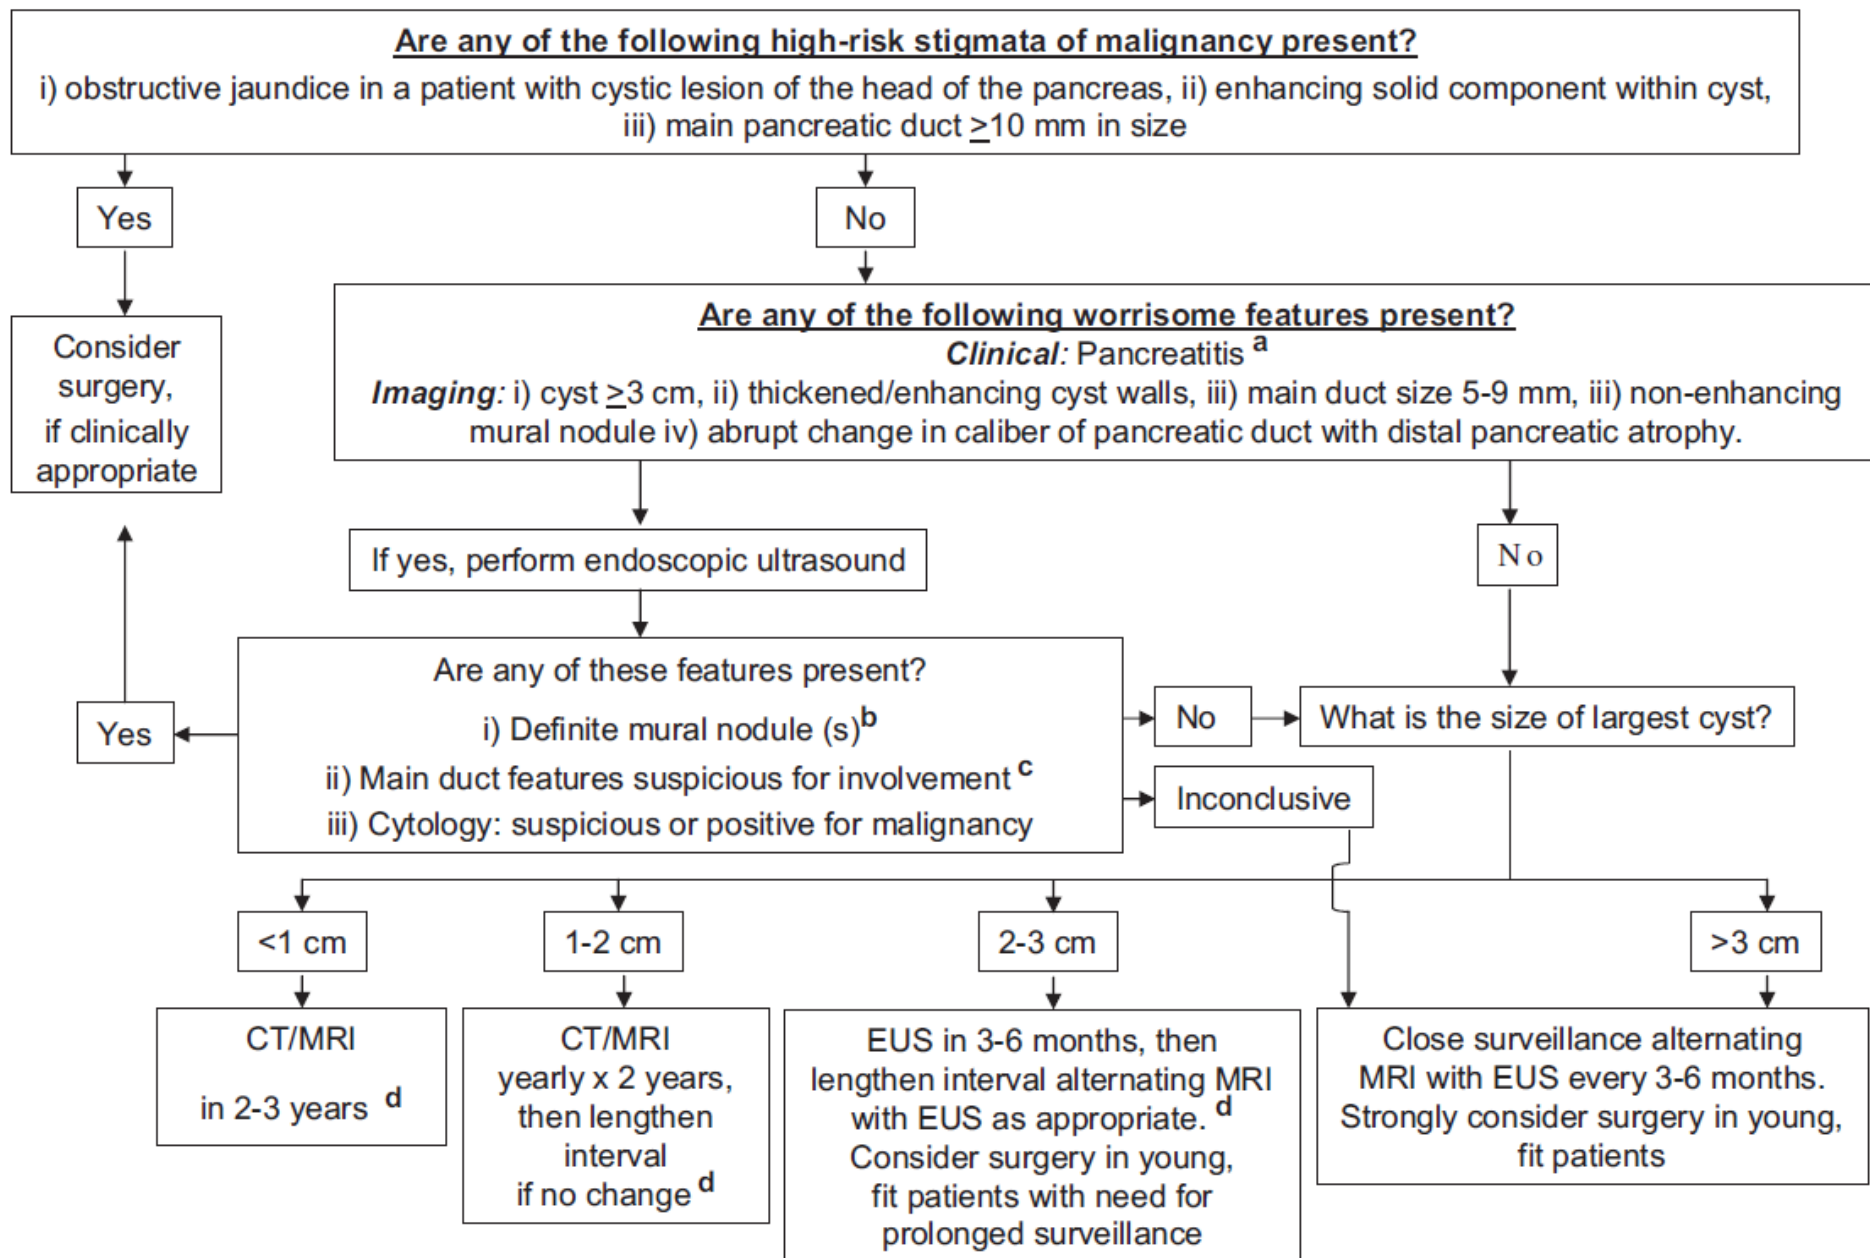 Are any of the following high-risk stigmata of malignancy present?
i) obstructive jaundice in a patient with cystic lesion of the head of the pancreas, ii) enhancing solid component within cyst,
iii) main pancreatic duct ≥10 mm in size
Yes
No
Consider
surgery,
if clinically
appropriate
Are any of the following worrisome features present?
Clinical: Pancreatitis a
Imaging: i) cyst ≥3 cm, ii) thickened/enhancing cyst walls, iii) main duct size 5-9 mm, iii) non-enhancing
mural nodule iv) abrupt change in caliber of pancreatic duct with distal pancreatic atrophy.
If yes, perform endoscopic ultrasound
No
Are any of these features present?
i) Definite mural nodule (s)b
ii) Main duct features suspicious for involvement c
iii) Cytology: suspicious or positive for malignancy
Yes
No
What is the size of largest cyst?
Inconclusive
<1 cm
1-2 cm
2-3 cm
>3 cm
CT/MRI
in 2-3 years d
CT/MRI
yearly x 2 years,
then lengthen
interval
if no change d
EUS in 3-6 months, then
lengthen interval alternating MRI
with EUS as appropriate. d
Consider surgery in young,
fit patients with need for
prolonged surveillance
Close surveillance alternating
MRI with EUS every 3-6 months.
Strongly consider surgery in young,
fit patients